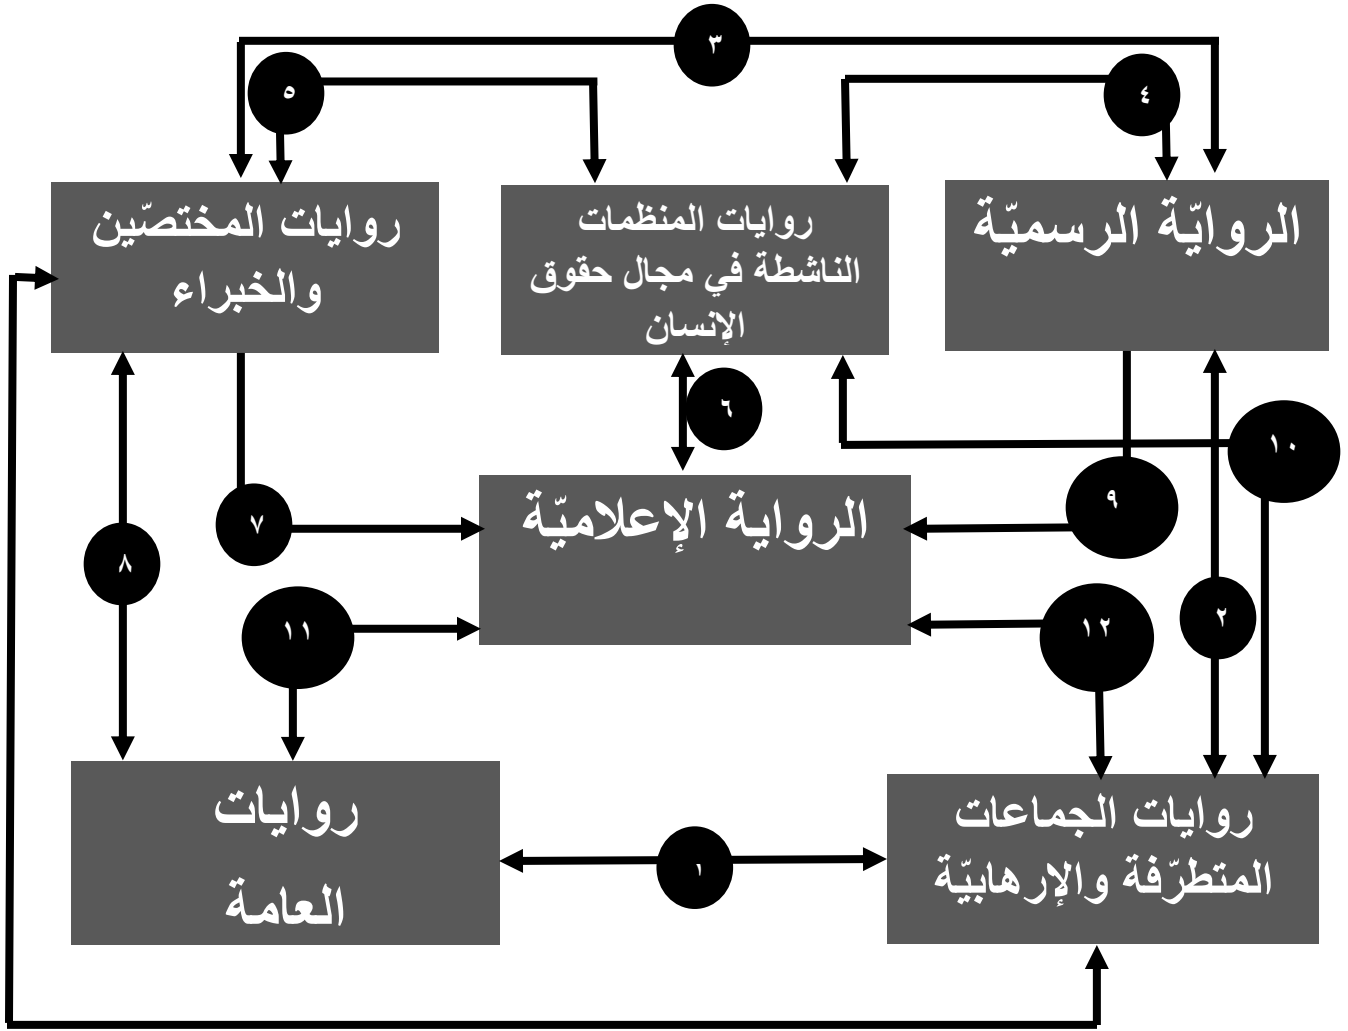 ٣
٥
٤
الروايّة الرسميّة
روايات المنظمات
الناشطة في مجال حقوق
الإنسان
روايات المختصّين
والخبراء
٦
١٠
٩
الرواية الإعلاميّة
٧
٨
٢
١٢
١١
روايات الجماعات
المتطرّفة والإرهابيّة
١
روايات
العامة